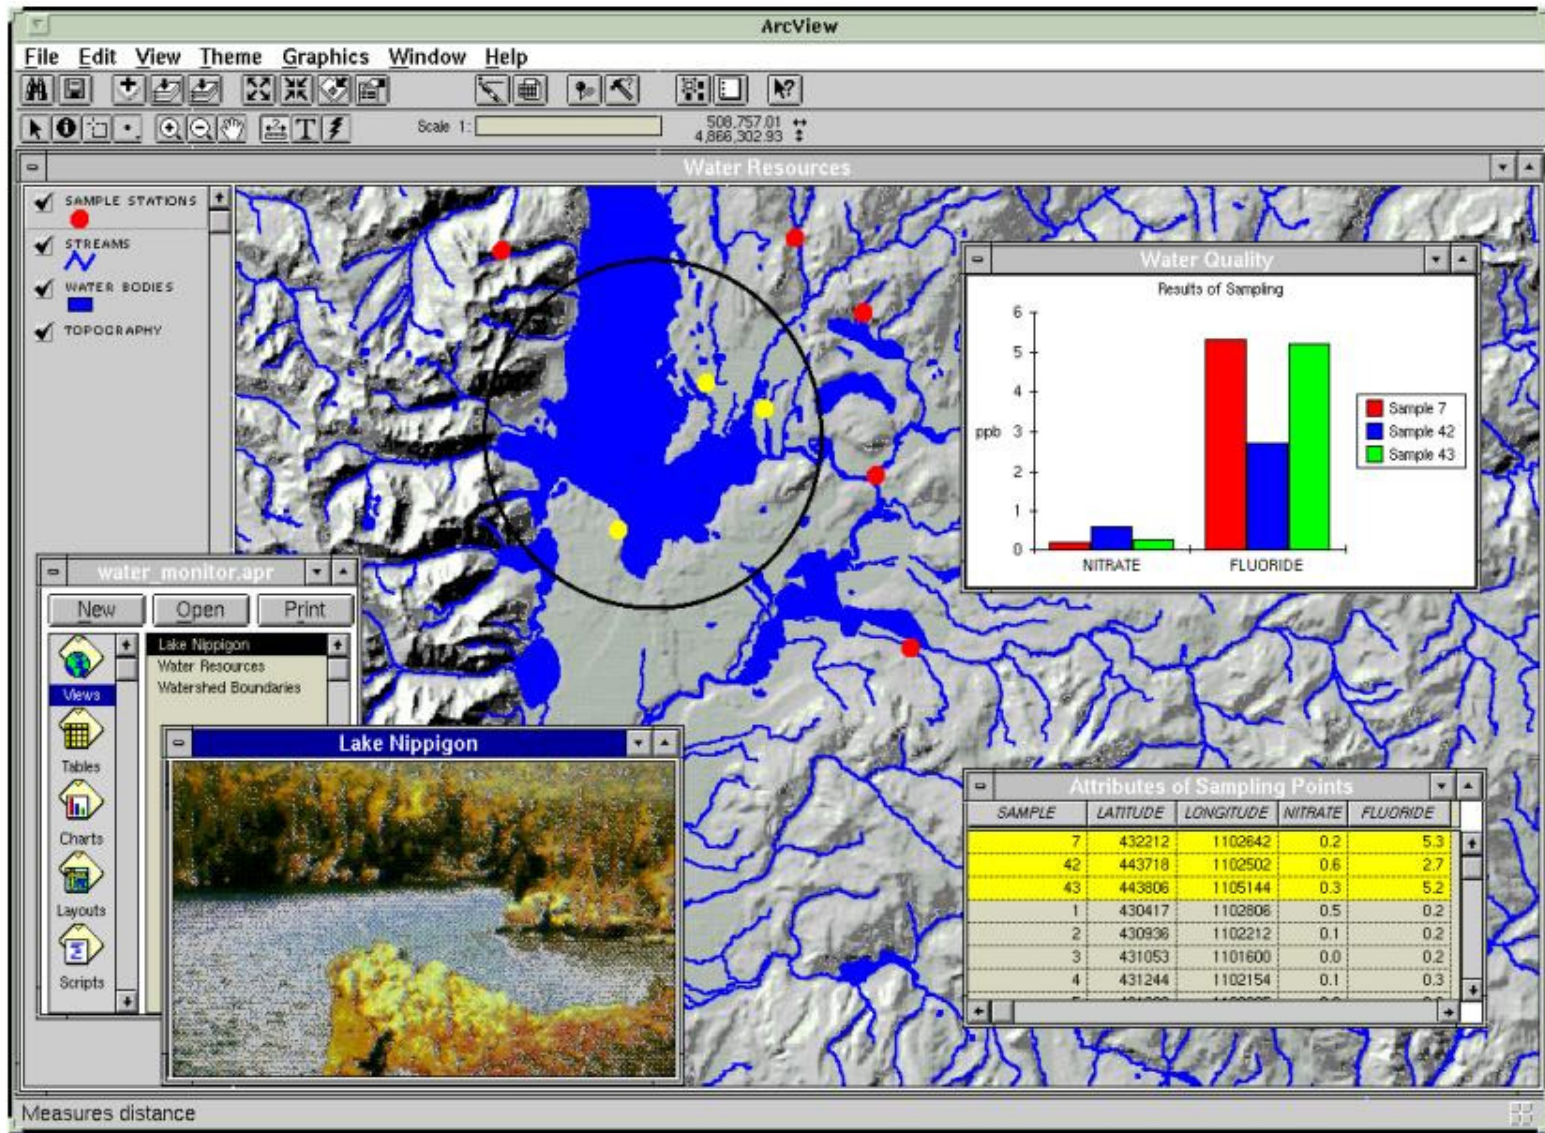 ArcView
File Edit View Theme Graphics Window Help
Scale 1:
508,757.01
4,866,302.93
Water Resources
SAMPLE STATIONS
STREAMS
WATER BODIES
TOPOGRAPHY
Water Quality
Results of Sampling
6
5
4
ppb 3
2
1
0
NITRATE FLUORIDE
Sample 7
Sample 42
Sample 43
water_monitor.apr
New Open Print
Views
Tables
Charts
Layouts
Scripts
Lake Nippigon
Water Resources
Watershed Boundaries
Lake Nippigon
Attributes of Sampling Points
SAMPLE LATITUDE LONGITUDE NITRATE FLUORIDE
7 432212 1102642 0.2 5.3
42 443718 1102502 0.6 2.7
43 443806 1105144 0.3 5.2
1 430417 1102806 0.5 0.2
2 430936 1102212 0.1 0.2
3 431053 1101600 0.0 0.2
4 431244 1102154 0.1 0.3
Measures distance